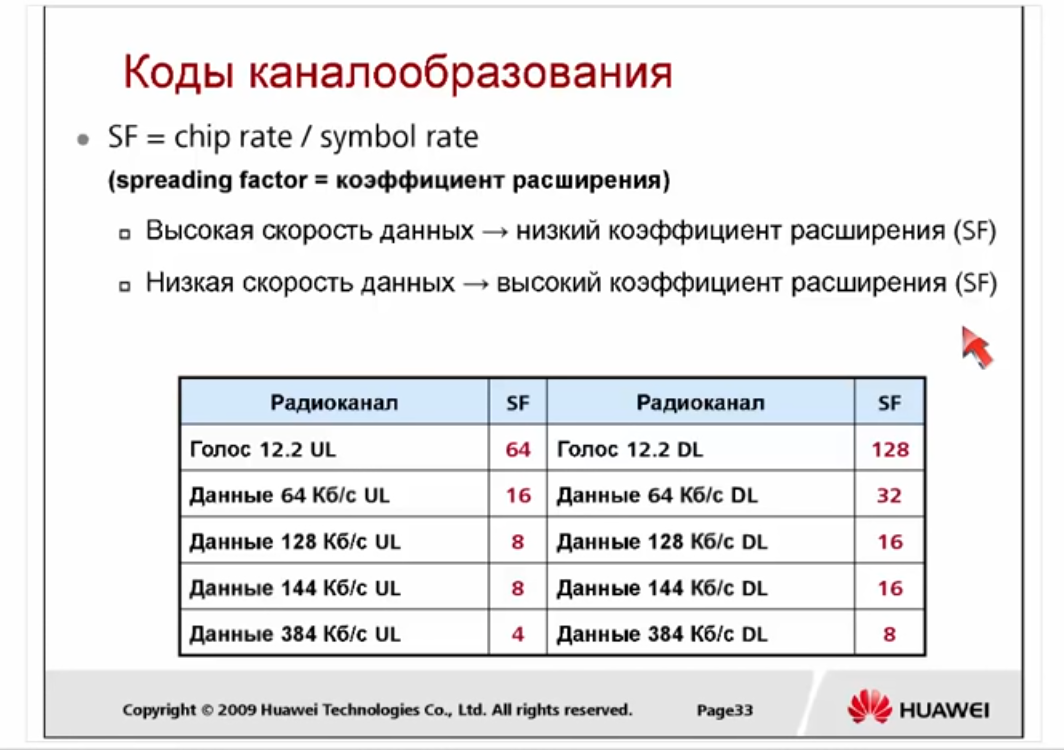 Коды каналообразования
SF = chip rate / symbol rate
(spreading factor = коэффициент расширения)
Высокая скорость данных → низкий коэффициент расширения (SF)
Низкая скорость данных → высокий коэффициент расширения (SF)
Радиоканал SF Радиоканал SF
Голос 12.2 UL 64 Голос 12.2 DL 128
Данные 64 Кб/с UL 16 Данные 64 Кб/с DL 32
Данные 128 Кб/с UL 8 Данные 128 Кб/с DL 16
Данные 144 Кб/с UL 8 Данные 144 Кб/с DL 16
Данные 384 Кб/с UL 4 Данные 384 Кб/с DL 8
Copyright © 2009 Huawei Technologies Co., Ltd. All rights reserved. Page33 HUAWEI